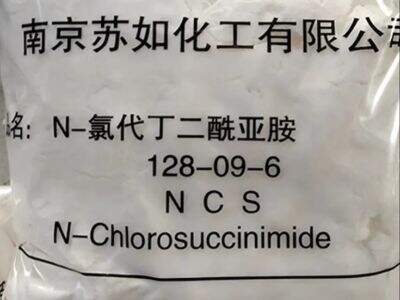 南京苏如化工有限公司
名：N-氯代丁二酰亚胺
128-09-6
N C S
N-Chlorosuccinimide